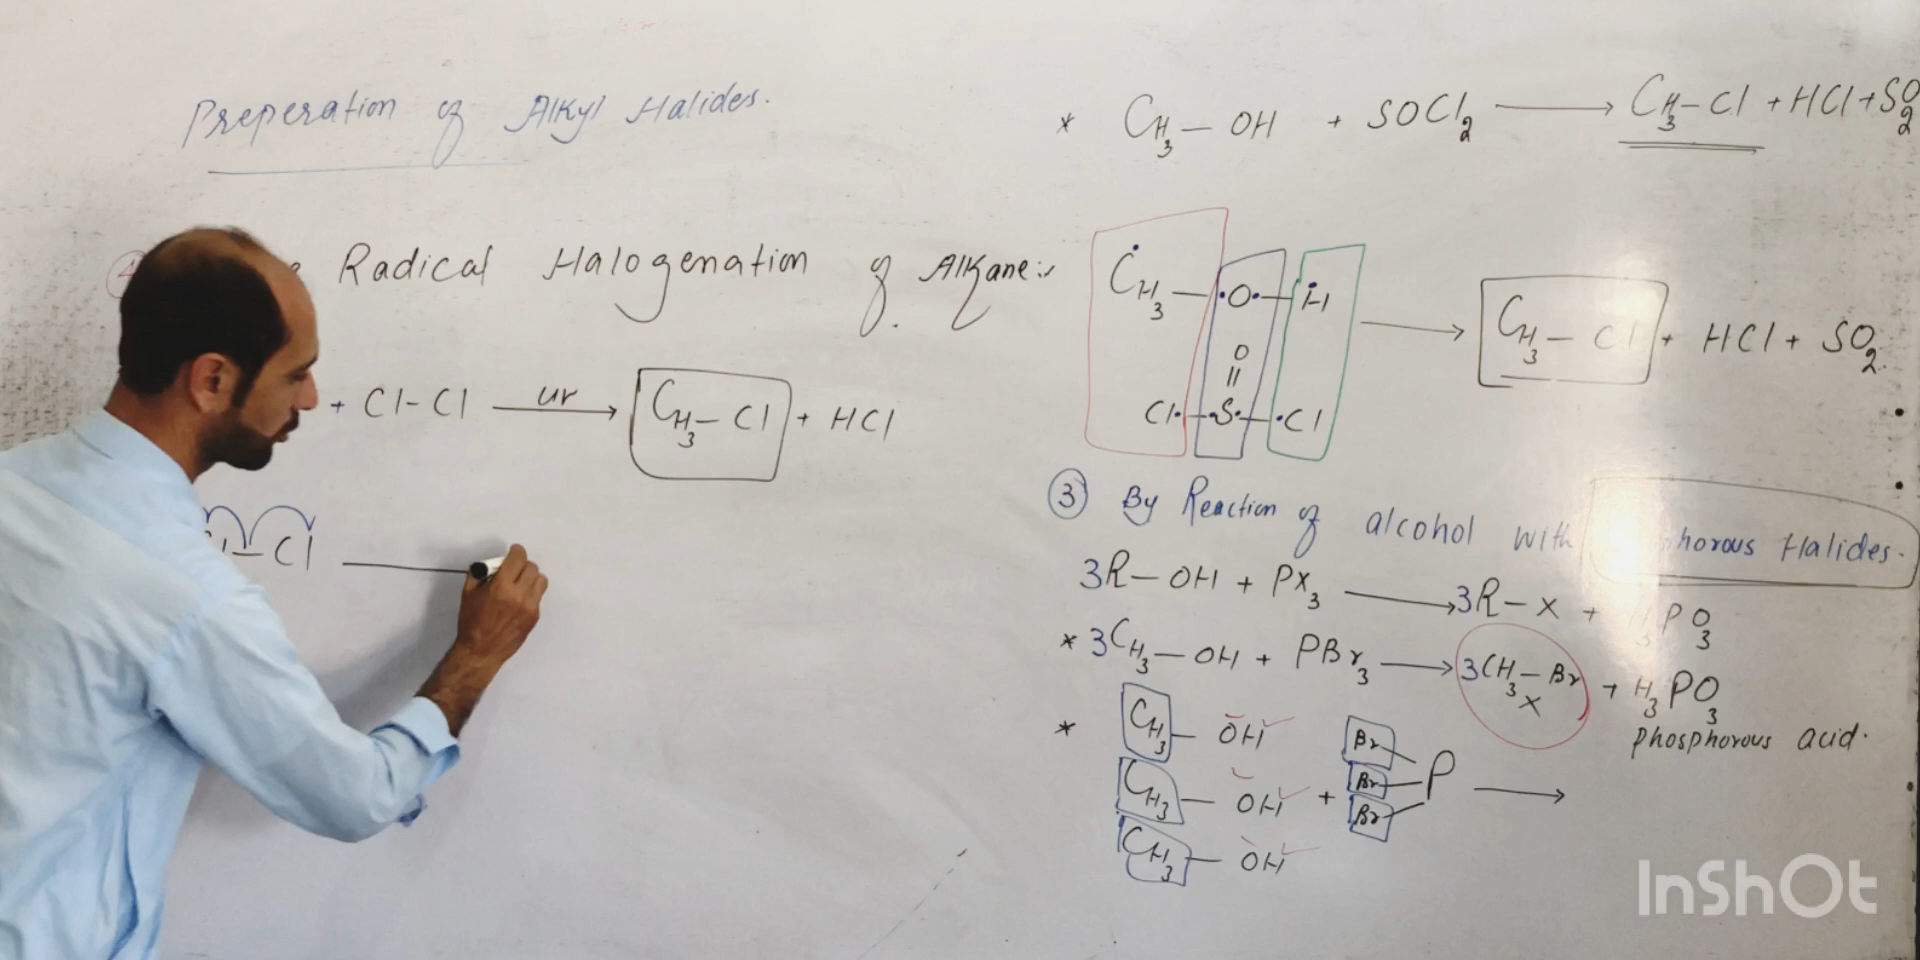 Preperation of Alkyl Halides.
④ Radical Halogenation of Alkane:
+ Cl-Cl ⟶ CH3-Cl + HCl
-Cl
* CH3-OH + SOCl2 ⟶ CH3-Cl + HCl + SO2
CH3-O-H
O
||
Cl-S-Cl
⟶ CH3-Cl + HCl + SO2.
③ By Reaction of alcohol with horous Halides.
3R-OH + PX3 ⟶ 3R-X + H3PO3
* 3CH3-OH + PBr3 ⟶ 3CH3-Br + H3PO3
X
Phosphorous acid.
* CH3-OH
CH3-OH +
CH3-OH
Br
Br P ⟶
Br
InShOt